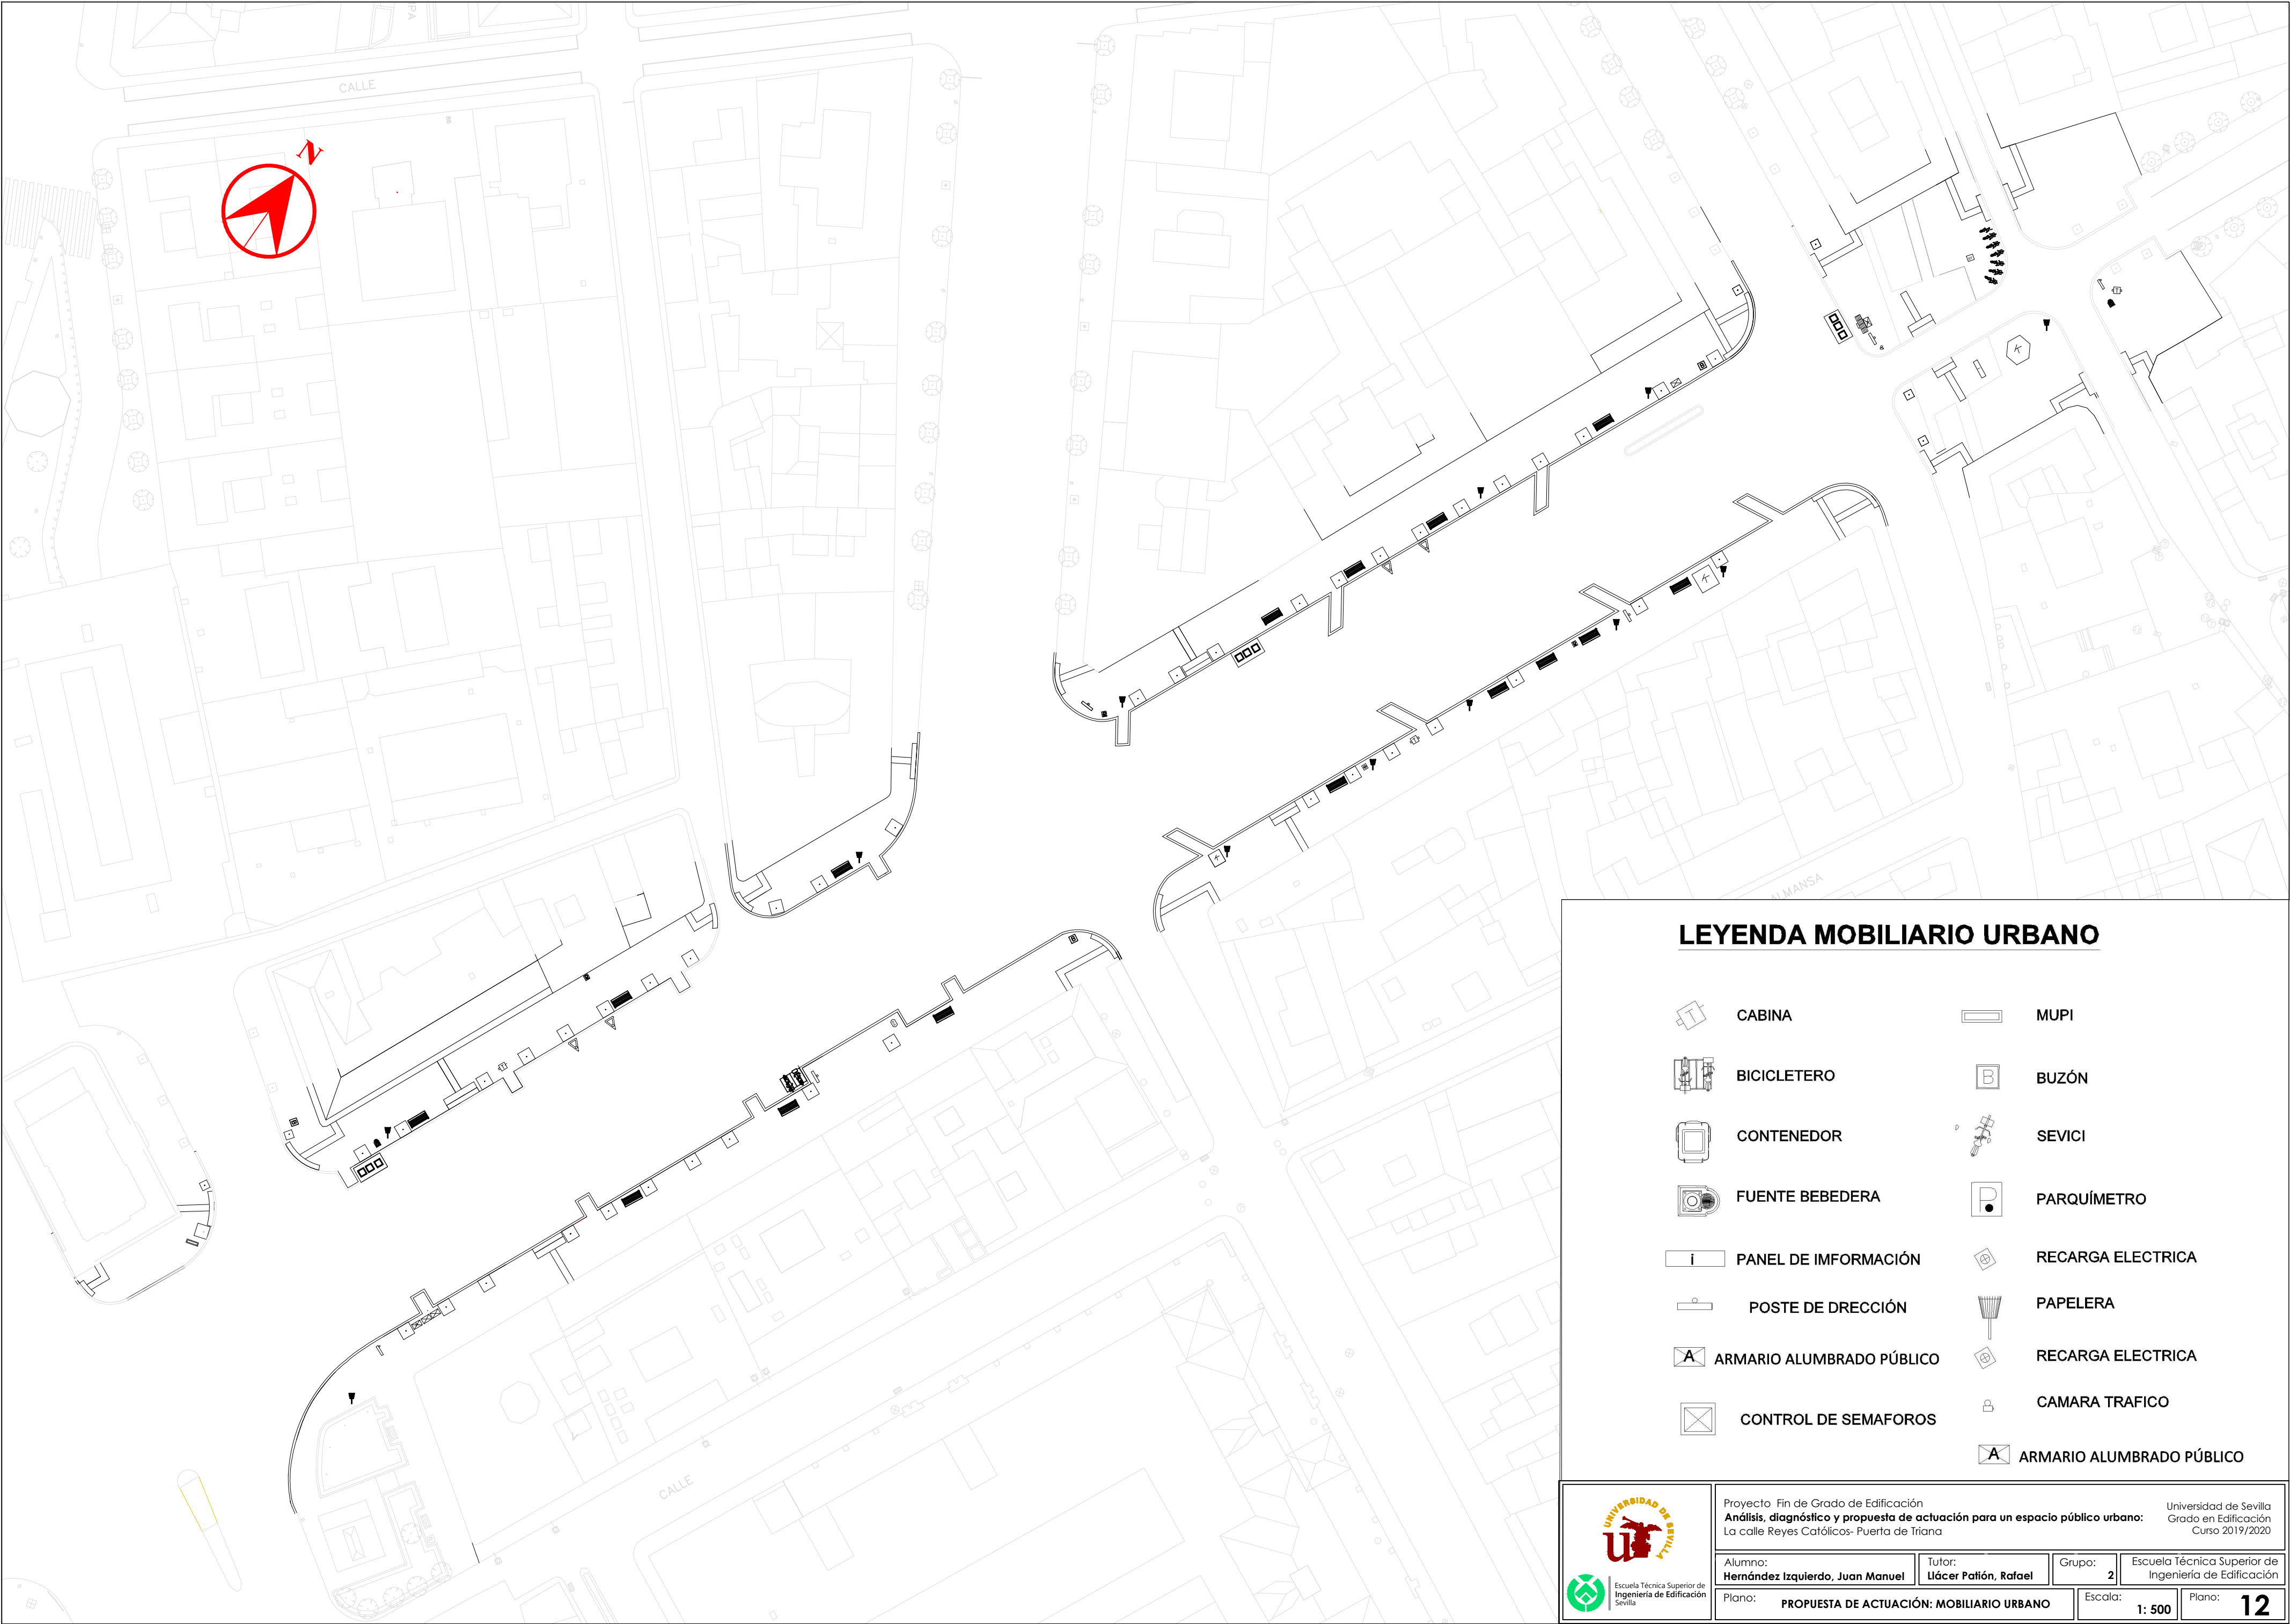 CALLE
N
ALMANSA
CALLE
LEYENDA MOBILIARIO URBANO
CABINA
MUPI
BICICLETERO
B
BUZÓN
CONTENEDOR
SEVICI
FUENTE BEBEDERA
P
PARQUÍMETRO
i
PANEL DE IMFORMACIÓN
RECARGA ELECTRICA
POSTE DE DRECCIÓN
PAPELERA
A
ARMARIO ALUMBRADO PÚBLICO
RECARGA ELECTRICA
CAMARA TRAFICO
CONTROL DE SEMAFOROS
A
ARMARIO ALUMBRADO PÚBLICO
UNIVERSIDAD DE SEVILLA
Escuela Técnica Superior de
Ingeniería de Edificación
Sevilla
Proyecto Fin de Grado de Edificación
Análisis, diagnóstico y propuesta de actuación para un espacio público urbano:
La calle Reyes Católicos- Puerta de Triana
Universidad de Sevilla
Grado en Edificación
Curso 2019/2020
Alumno:
Hernández Izquierdo, Juan Manuel
Tutor:
Llácer Patión, Rafael
Grupo:
2
Escuela Técnica Superior de
Ingeniería de Edificación
Plano:
PROPUESTA DE ACTUACIÓN: MOBILIARIO URBANO
Escala:
1: 500
Plano:
12